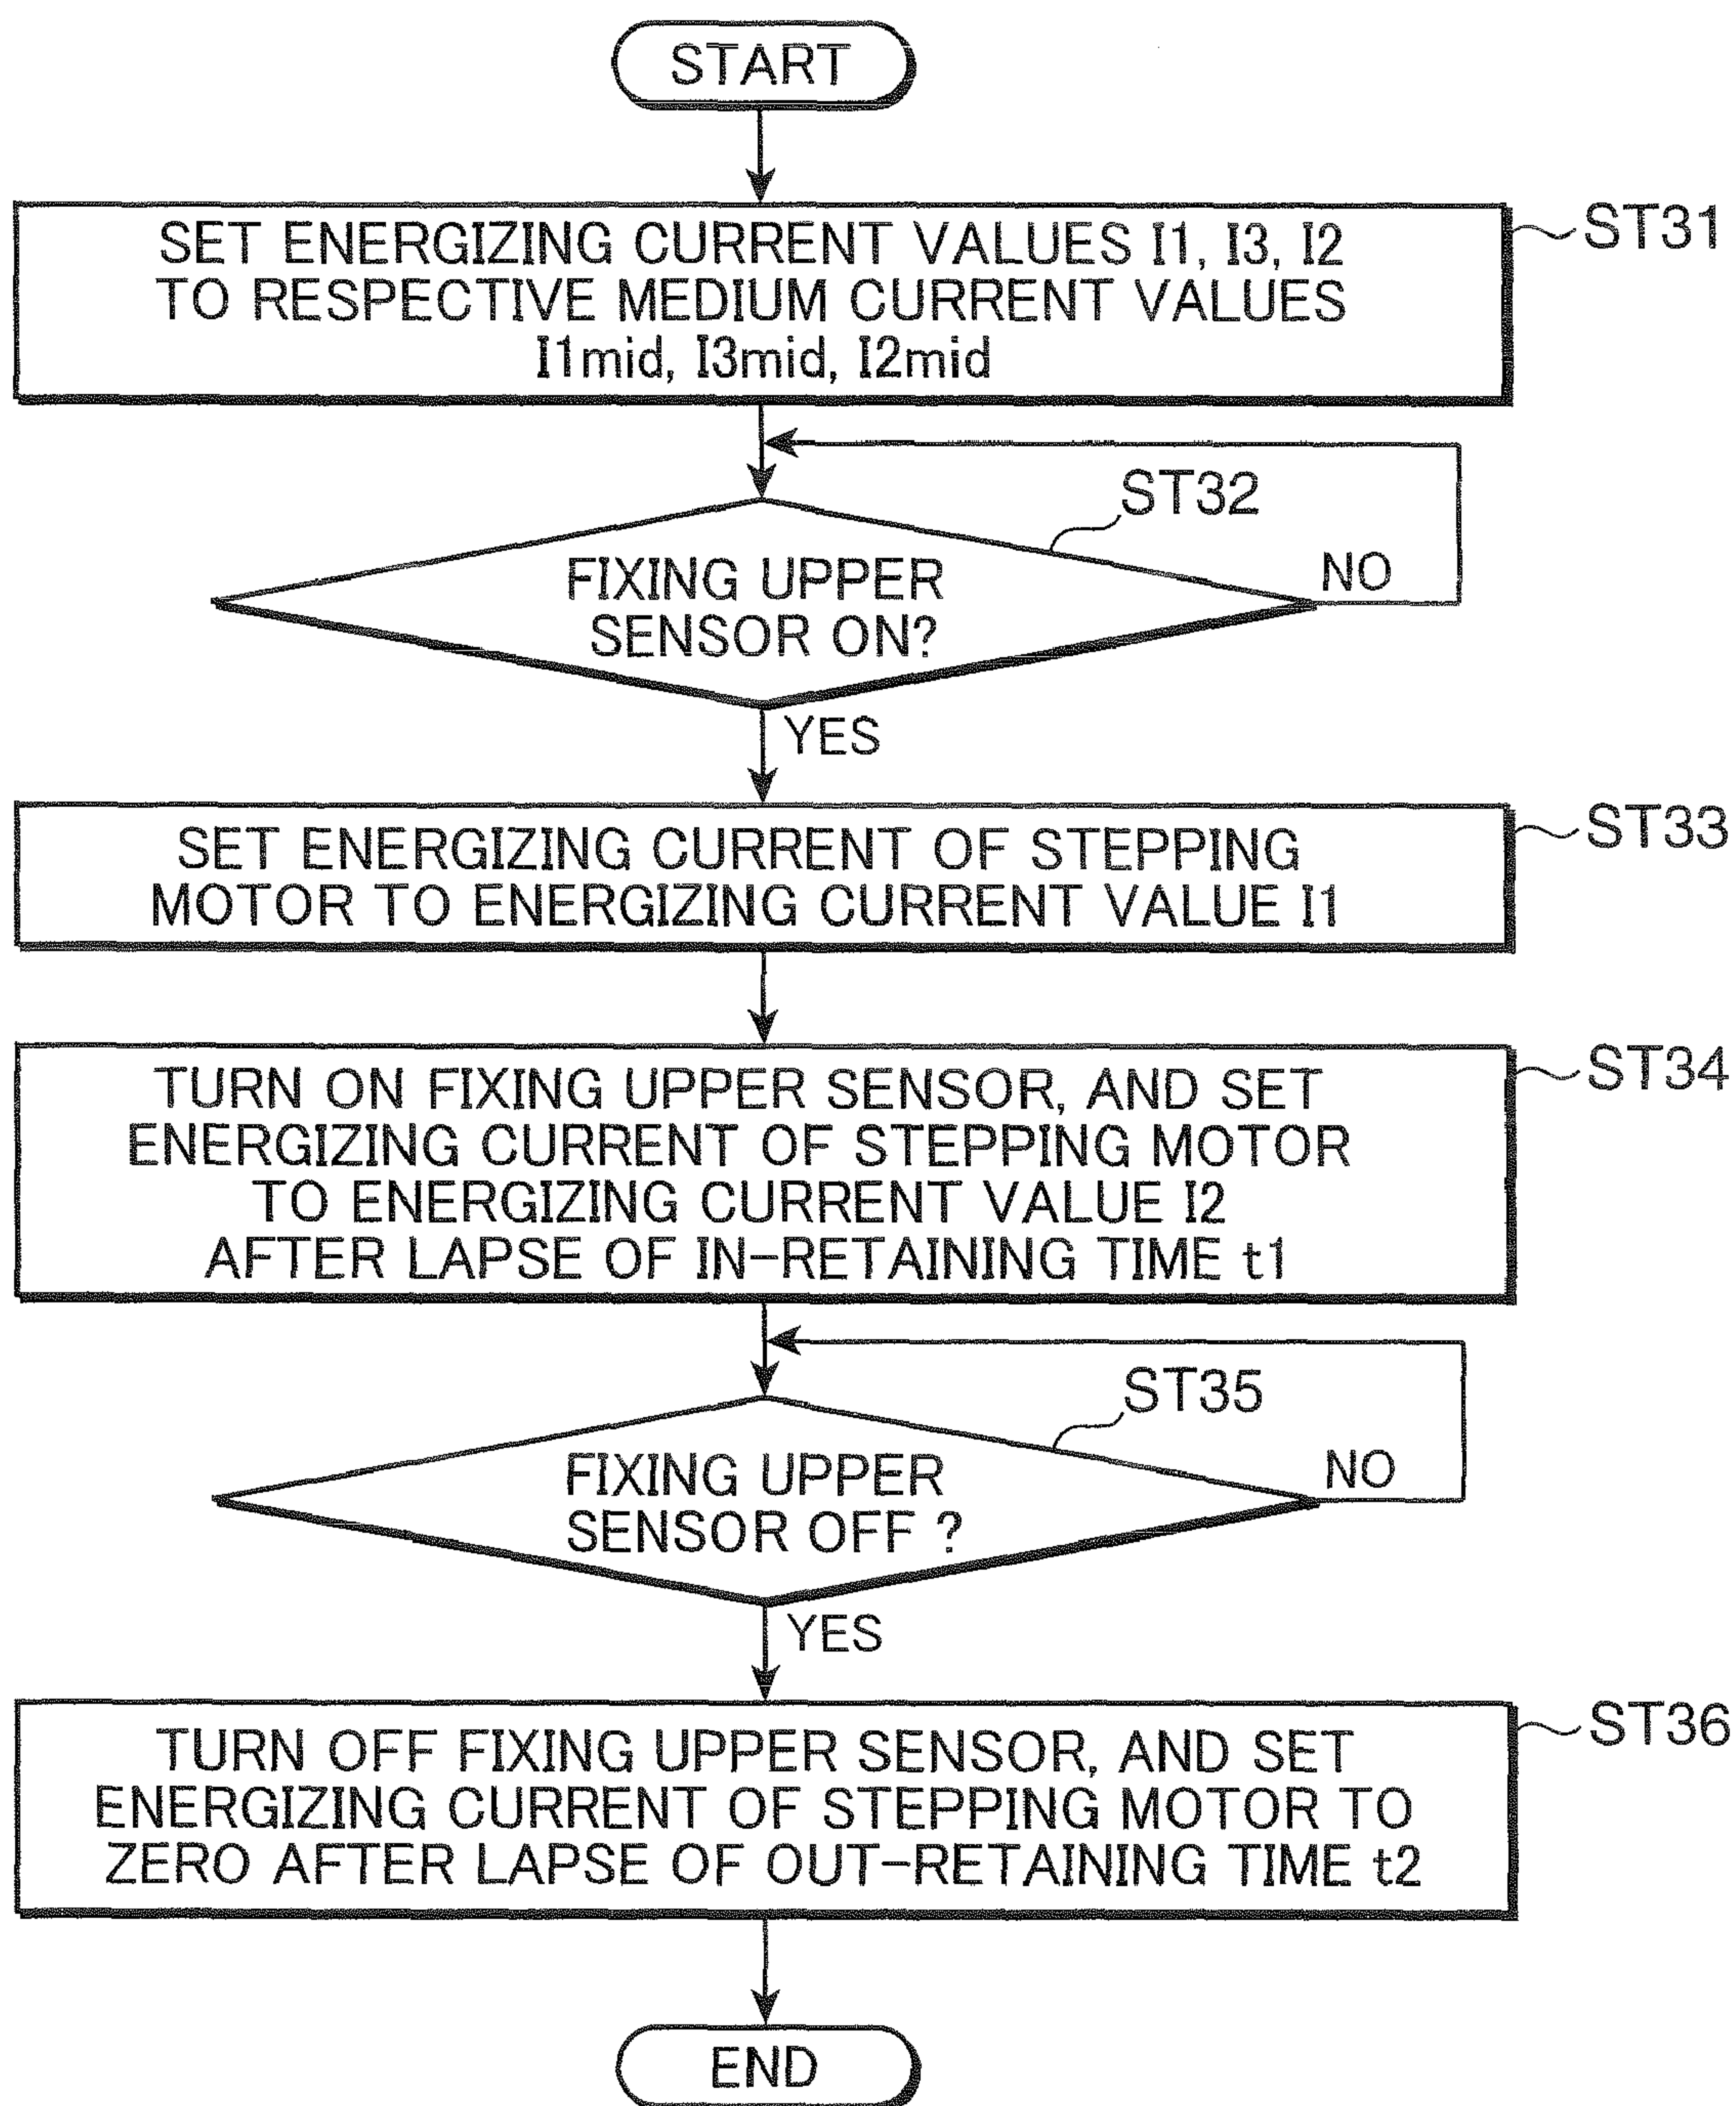 START
SET ENERGIZING CURRENT VALUES I1, I3, I2
TO RESPECTIVE MEDIUM CURRENT VALUES
I1mid, I3mid, I2mid
ST31
ST32
FIXING UPPER
SENSOR ON?
NO
YES
SET ENERGIZING CURRENT OF STEPPING
MOTOR TO ENERGIZING CURRENT VALUE I1
ST33
TURN ON FIXING UPPER SENSOR, AND SET
ENERGIZING CURRENT OF STEPPING MOTOR
TO ENERGIZING CURRENT VALUE I2
AFTER LAPSE OF IN-RETAINING TIME t1
ST34
ST35
FIXING UPPER
SENSOR OFF ?
NO
YES
TURN OFF FIXING UPPER SENSOR, AND SET
ENERGIZING CURRENT OF STEPPING MOTOR TO
ZERO AFTER LAPSE OF OUT-RETAINING TIME t2
ST36
END